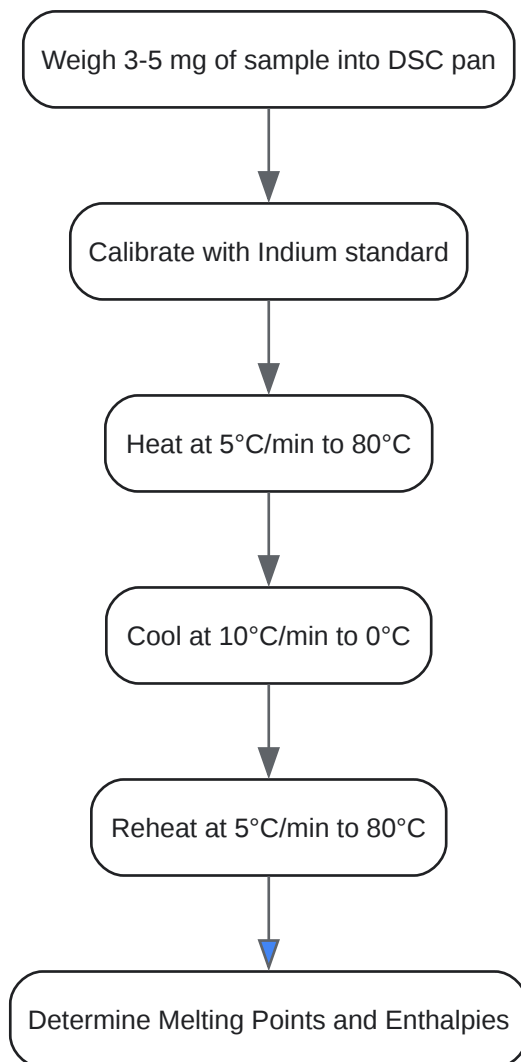 Weigh 3-5 mg of sample into DSC pan
Calibrate with Indium standard
Heat at 5°C/min to 80°C
Cool at 10°C/min to 0°C
Reheat at 5°C/min to 80°C
Determine Melting Points and Enthalpies